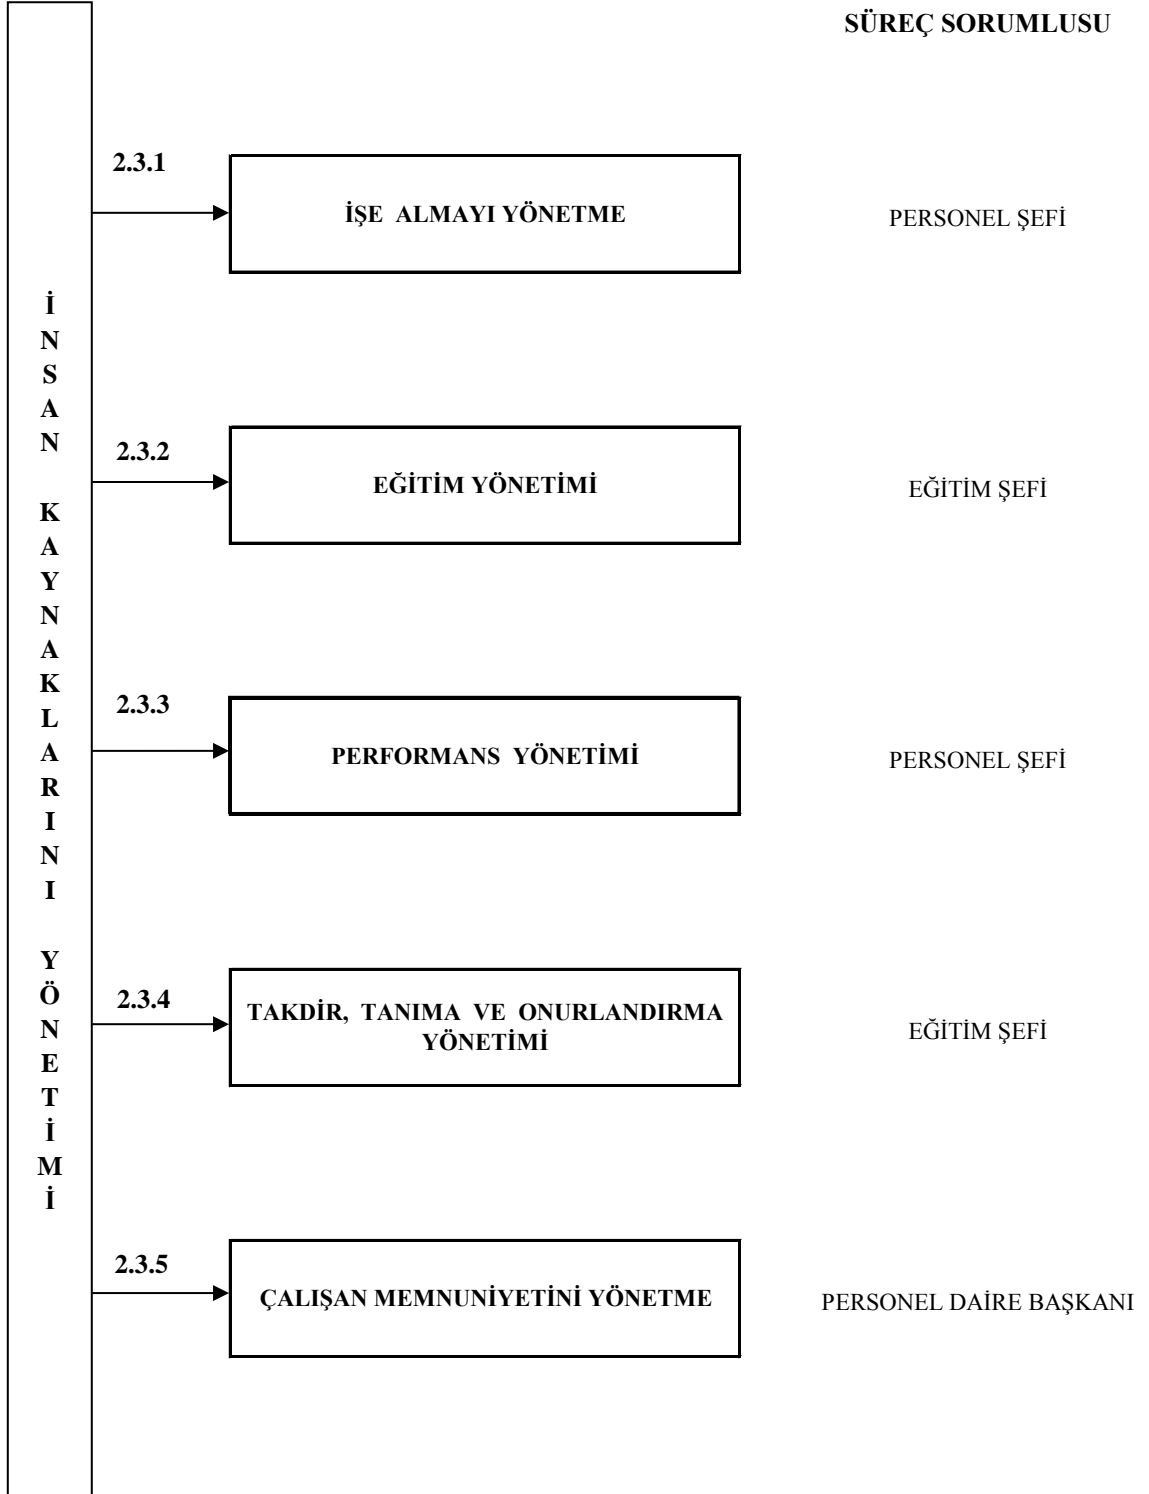 SÜREÇ SORUMLUSU
İNSAN KAYNAKLARINI YÖNETİMİ
2.3.1
İŞE ALMAYI YÖNETME
PERSONEL ŞEFİ
2.3.2
EĞİTİM YÖNETİMİ
EĞİTİM ŞEFİ
2.3.3
PERFORMANS YÖNETİMİ
PERSONEL ŞEFİ
2.3.4
TAKDİR, TANIMA VE ONURLANDIRMA
YÖNETİMİ
EĞİTİM ŞEFİ
2.3.5
ÇALIŞAN MEMNUNİYETİNİ YÖNETME
PERSONEL DAİRE BAŞKANI